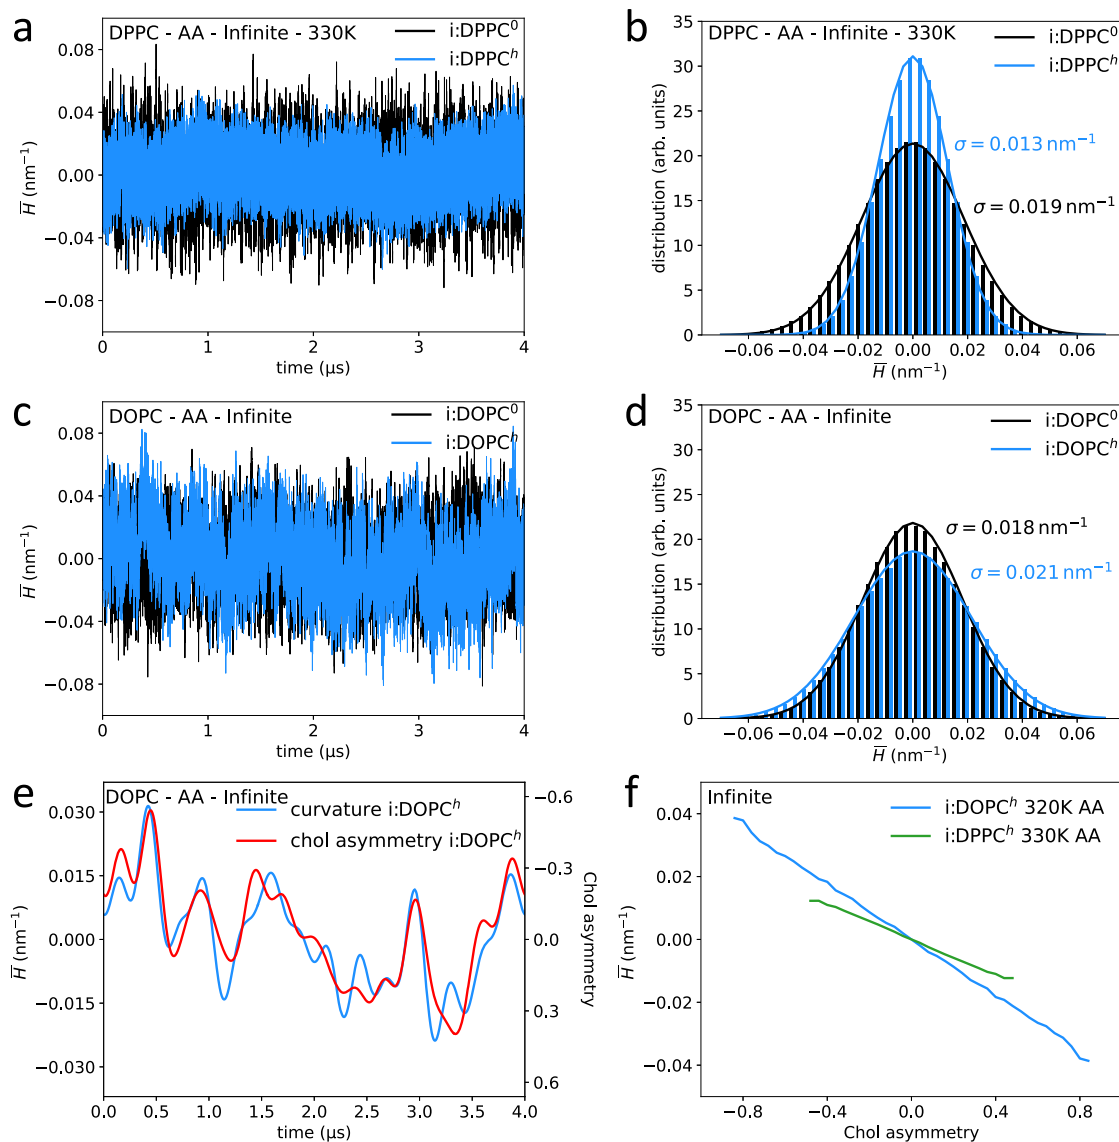 a
DPPC - AA - Infinite - 330K
i:DPPC⁰
i:DPPCʰ
0.08
0.04
0.00
−0.04
−0.08
H̅ (nm⁻¹)
0
1
2
3
4
time (μs)
b
DPPC - AA - Infinite - 330K
i:DPPC⁰
i:DPPCʰ
σ = 0.013 nm⁻¹
σ = 0.019 nm⁻¹
35
30
25
20
15
10
5
0
distribution (arb. units)
−0.06
−0.04
−0.02
0.00
0.02
0.04
0.06
H̅ (nm⁻¹)
c
DOPC - AA - Infinite
i:DOPC⁰
i:DOPCʰ
0.08
0.04
0.00
−0.04
−0.08
H̅ (nm⁻¹)
0
1
2
3
4
time (μs)
d
DOPC - AA - Infinite
i:DOPC⁰
i:DOPCʰ
σ = 0.018 nm⁻¹
σ = 0.021 nm⁻¹
35
30
25
20
15
10
5
0
distribution (arb. units)
−0.06
−0.04
−0.02
0.00
0.02
0.04
0.06
H̅ (nm⁻¹)
e
DOPC - AA - Infinite
curvature i:DOPCʰ
chol asymmetry i:DOPCʰ
0.030
0.015
0.000
−0.015
−0.030
H̅ (nm⁻¹)
−0.6
−0.3
0.0
0.3
0.6
Chol asymmetry
0.0
0.5
1.0
1.5
2.0
2.5
3.0
3.5
4.0
time (μs)
f
Infinite
i:DOPCʰ 320K AA
i:DPPCʰ 330K AA
0.04
0.02
0.00
−0.02
−0.04
H̅ (nm⁻¹)
−0.8
−0.4
0.0
0.4
0.8
Chol asymmetry